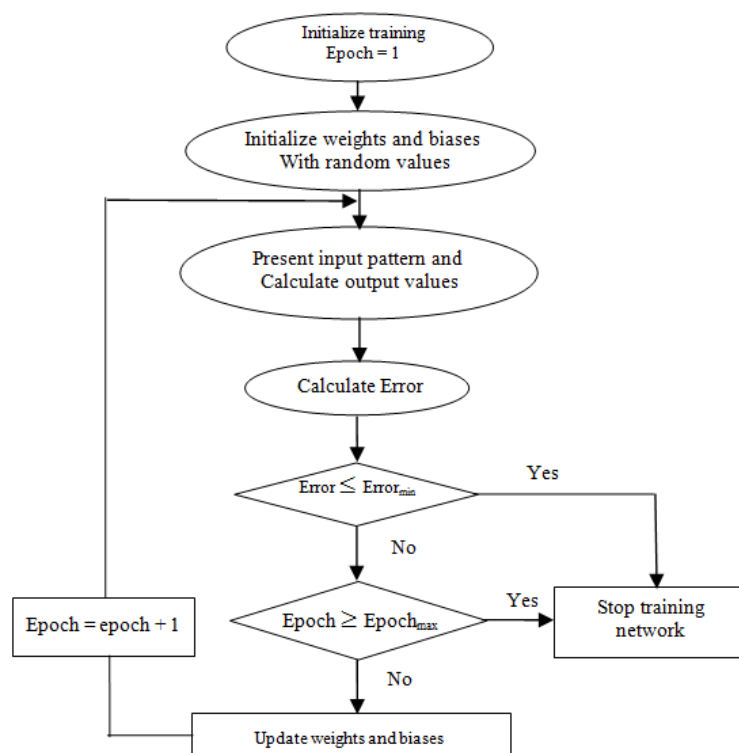 Initialize training
Epoch = 1
Initialize weights and biases
With random values
Present input pattern and
Calculate output values
Calculate Error
Error ≤ Errormin
Yes
No
Epoch ≥ Epochmax
Yes
Stop training
network
Epoch = epoch + 1
No
Update weights and biases